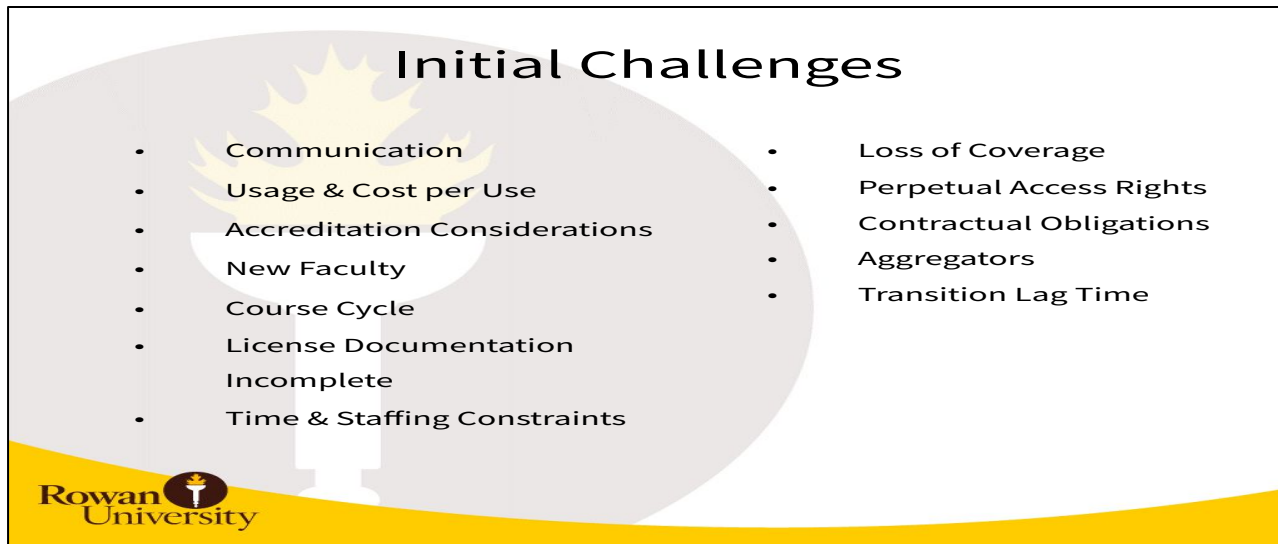 Initial Challenges
• Communication
• Usage & Cost per Use
• Accreditation Considerations
• New Faculty
• Course Cycle
• License Documentation
Incomplete
• Time & Staffing Constraints
• Loss of Coverage
• Perpetual Access Rights
• Contractual Obligations
• Aggregators
• Transition Lag Time
Rowan
University